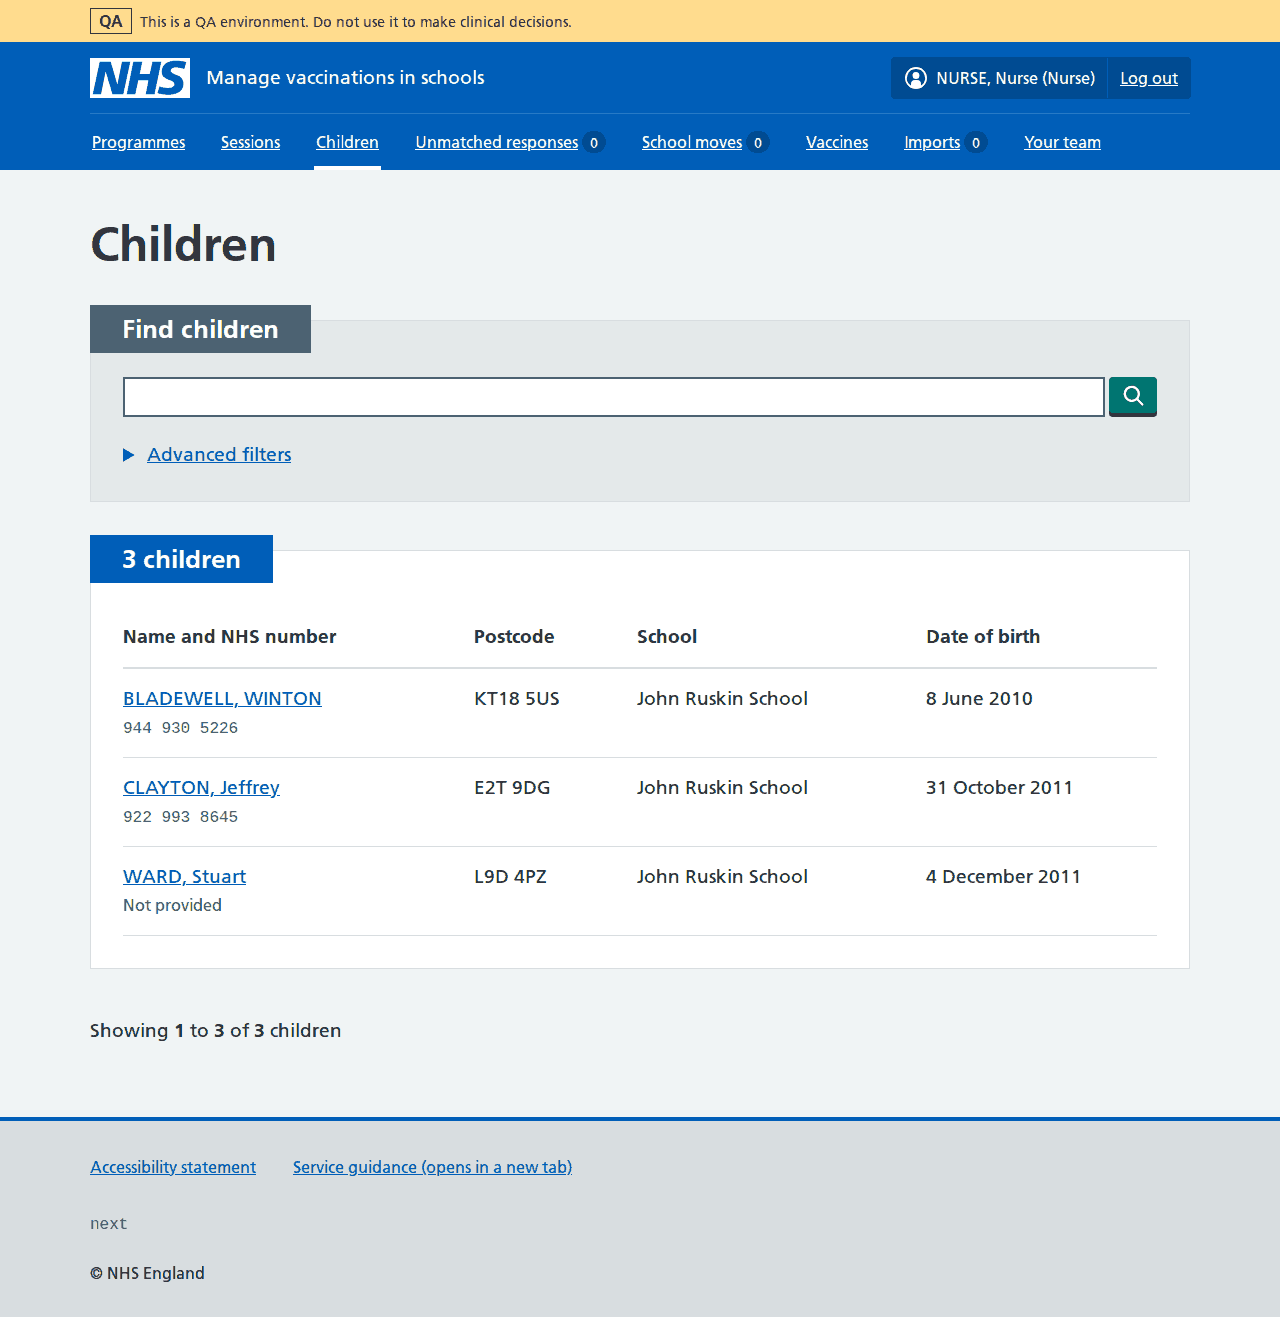 QA This is a QA environment. Do not use it to make clinical decisions.
NHS Manage vaccinations in schools NURSE, Nurse (Nurse) Log out
Programmes Sessions Children Unmatched responses 0 School moves 0 Vaccines Imports 0 Your team
Children
Find children
Advanced filters
3 children
Name and NHS number Postcode School Date of birth
BLADEWELL, WINTON KT18 5US John Ruskin School 8 June 2010
944 930 5226
CLAYTON, Jeffrey E2T 9DG John Ruskin School 31 October 2011
922 993 8645
WARD, Stuart L9D 4PZ John Ruskin School 4 December 2011
Not provided
Showing 1 to 3 of 3 children
Accessibility statement Service guidance (opens in a new tab)
next
© NHS England